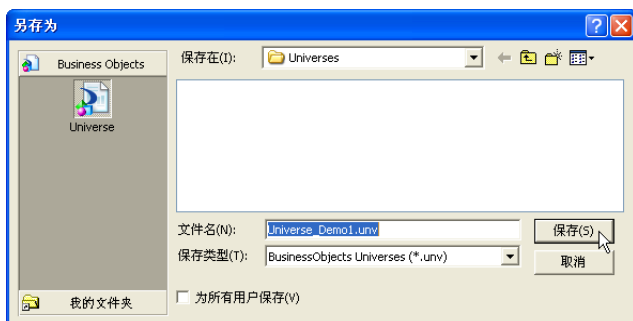 另存为
Business Objects
Universe
我的文件夹
保存在(I):
Universes
文件名(N):
Universe_Demo1.unv
保存(S)
保存类型(T):
BusinessObjects Universes (*.unv)
取消
为所有用户保存(V)